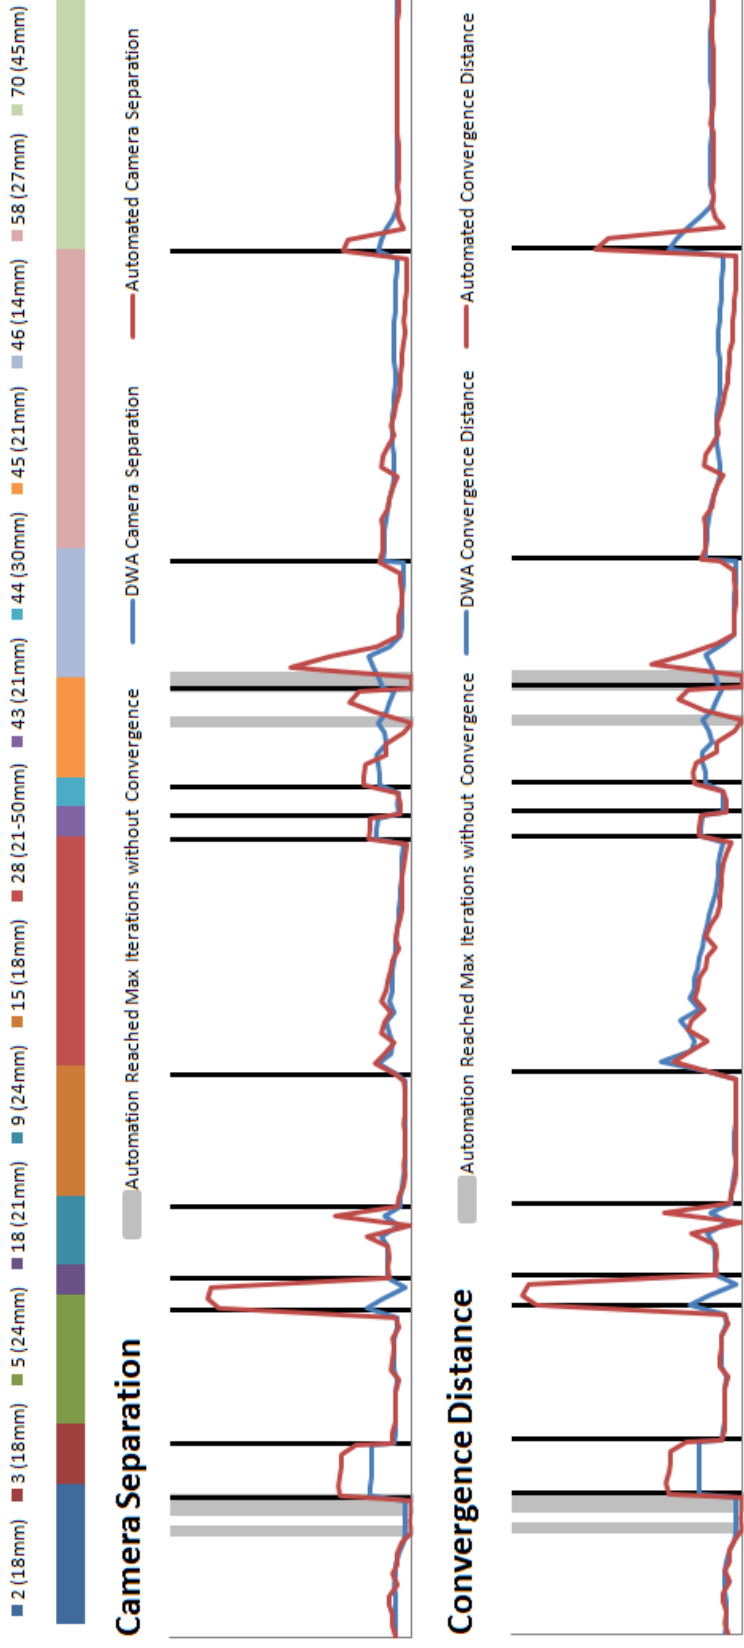 2 (18mm) 3 (18mm) 5 (24mm) 18 (21mm) 9 (24mm) 15 (18mm) 28 (21-50mm) 43 (21mm) 44 (30mm) 45 (21mm) 46 (14mm) 58 (27mm) 70 (45mm)
Camera Separation
Automation Reached Max Iterations without Convergence DWA Camera Separation Automated Camera Separation
Convergence Distance
Automation Reached Max Iterations without Convergence DWA Convergence Distance Automated Convergence Distance